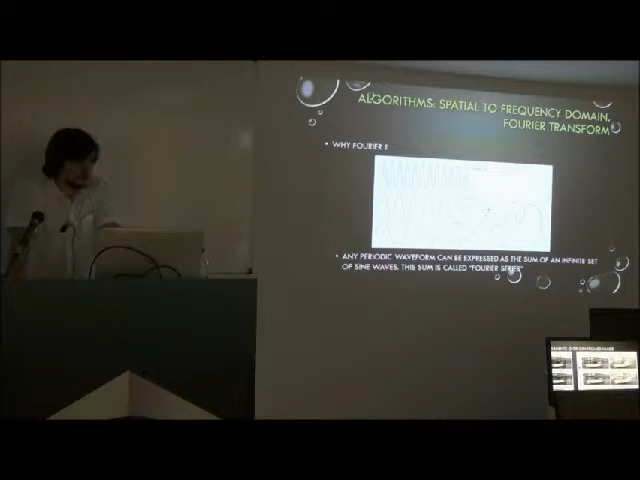 ALGORITHMS: SPATIAL TO FREQUENCY DOMAIN.
FOURIER TRANSFORM
• WHY FOURIER ?
• ANY PERIODIC WAVEFORM CAN BE EXPRESSED AS THE SUM OF AN INFINITE SET
OF SINE WAVES. THIS SUM IS CALLED "FOURIER SERIES"